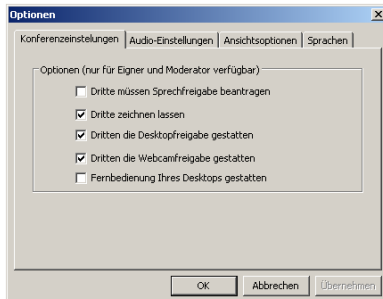 Optionen
Konferenzeinstelungen Audio-Einstellungen Ansichtsoptionen Sprachen
Optionen (nur für Eigner und Moderator verfügbar)
Dritte müssen Sprechfreigabe beantragen
Dritte zeichnen lassen
Dritten die Desktopfreigabe gestatten
Dritten die Webcamfreigabe gestatten
Fernbedienung Ihres Desktops gestatten
OK Abbrechen Übernehmen